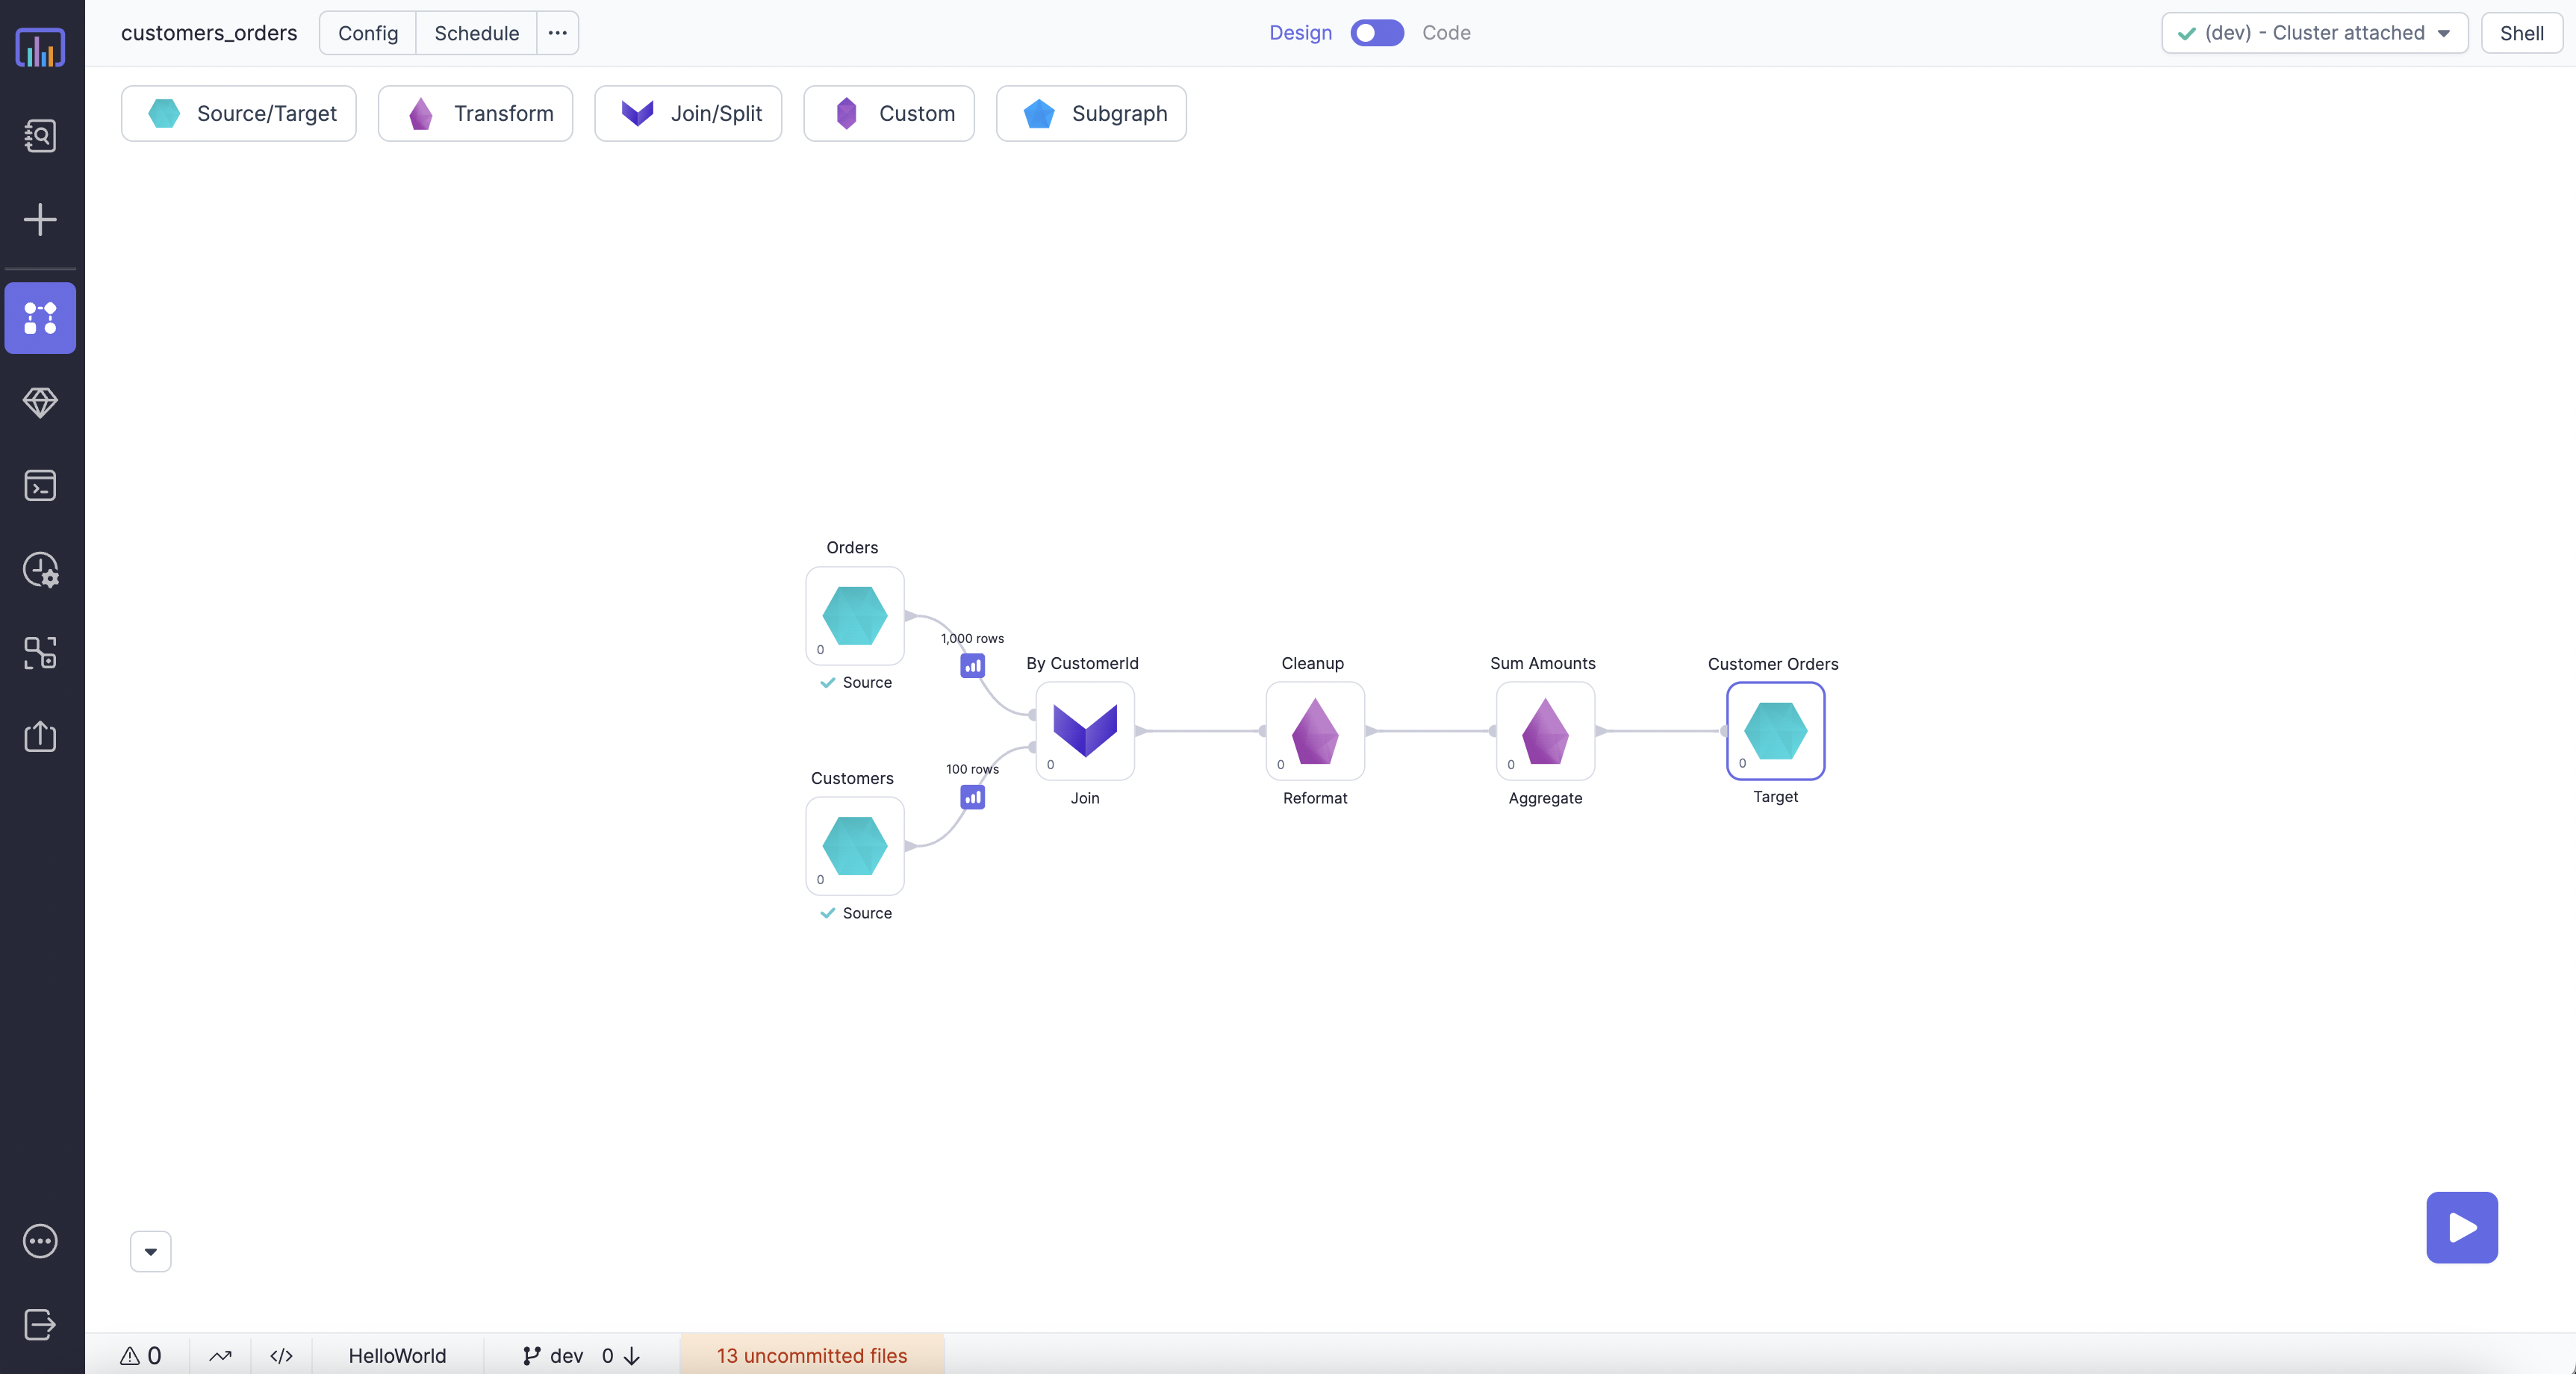 customers_orders
Config
Schedule
Design
Code
(dev) - Cluster attached
Shell
Source/Target
Transform
Join/Split
Custom
Subgraph
Orders
0
Source
1,000 rows
Customers
0
Source
100 rows
By CustomerId
0
Join
Cleanup
0
Reformat
Sum Amounts
0
Aggregate
Customer Orders
0
Target
0
HelloWorld
dev 0
13 uncommitted files